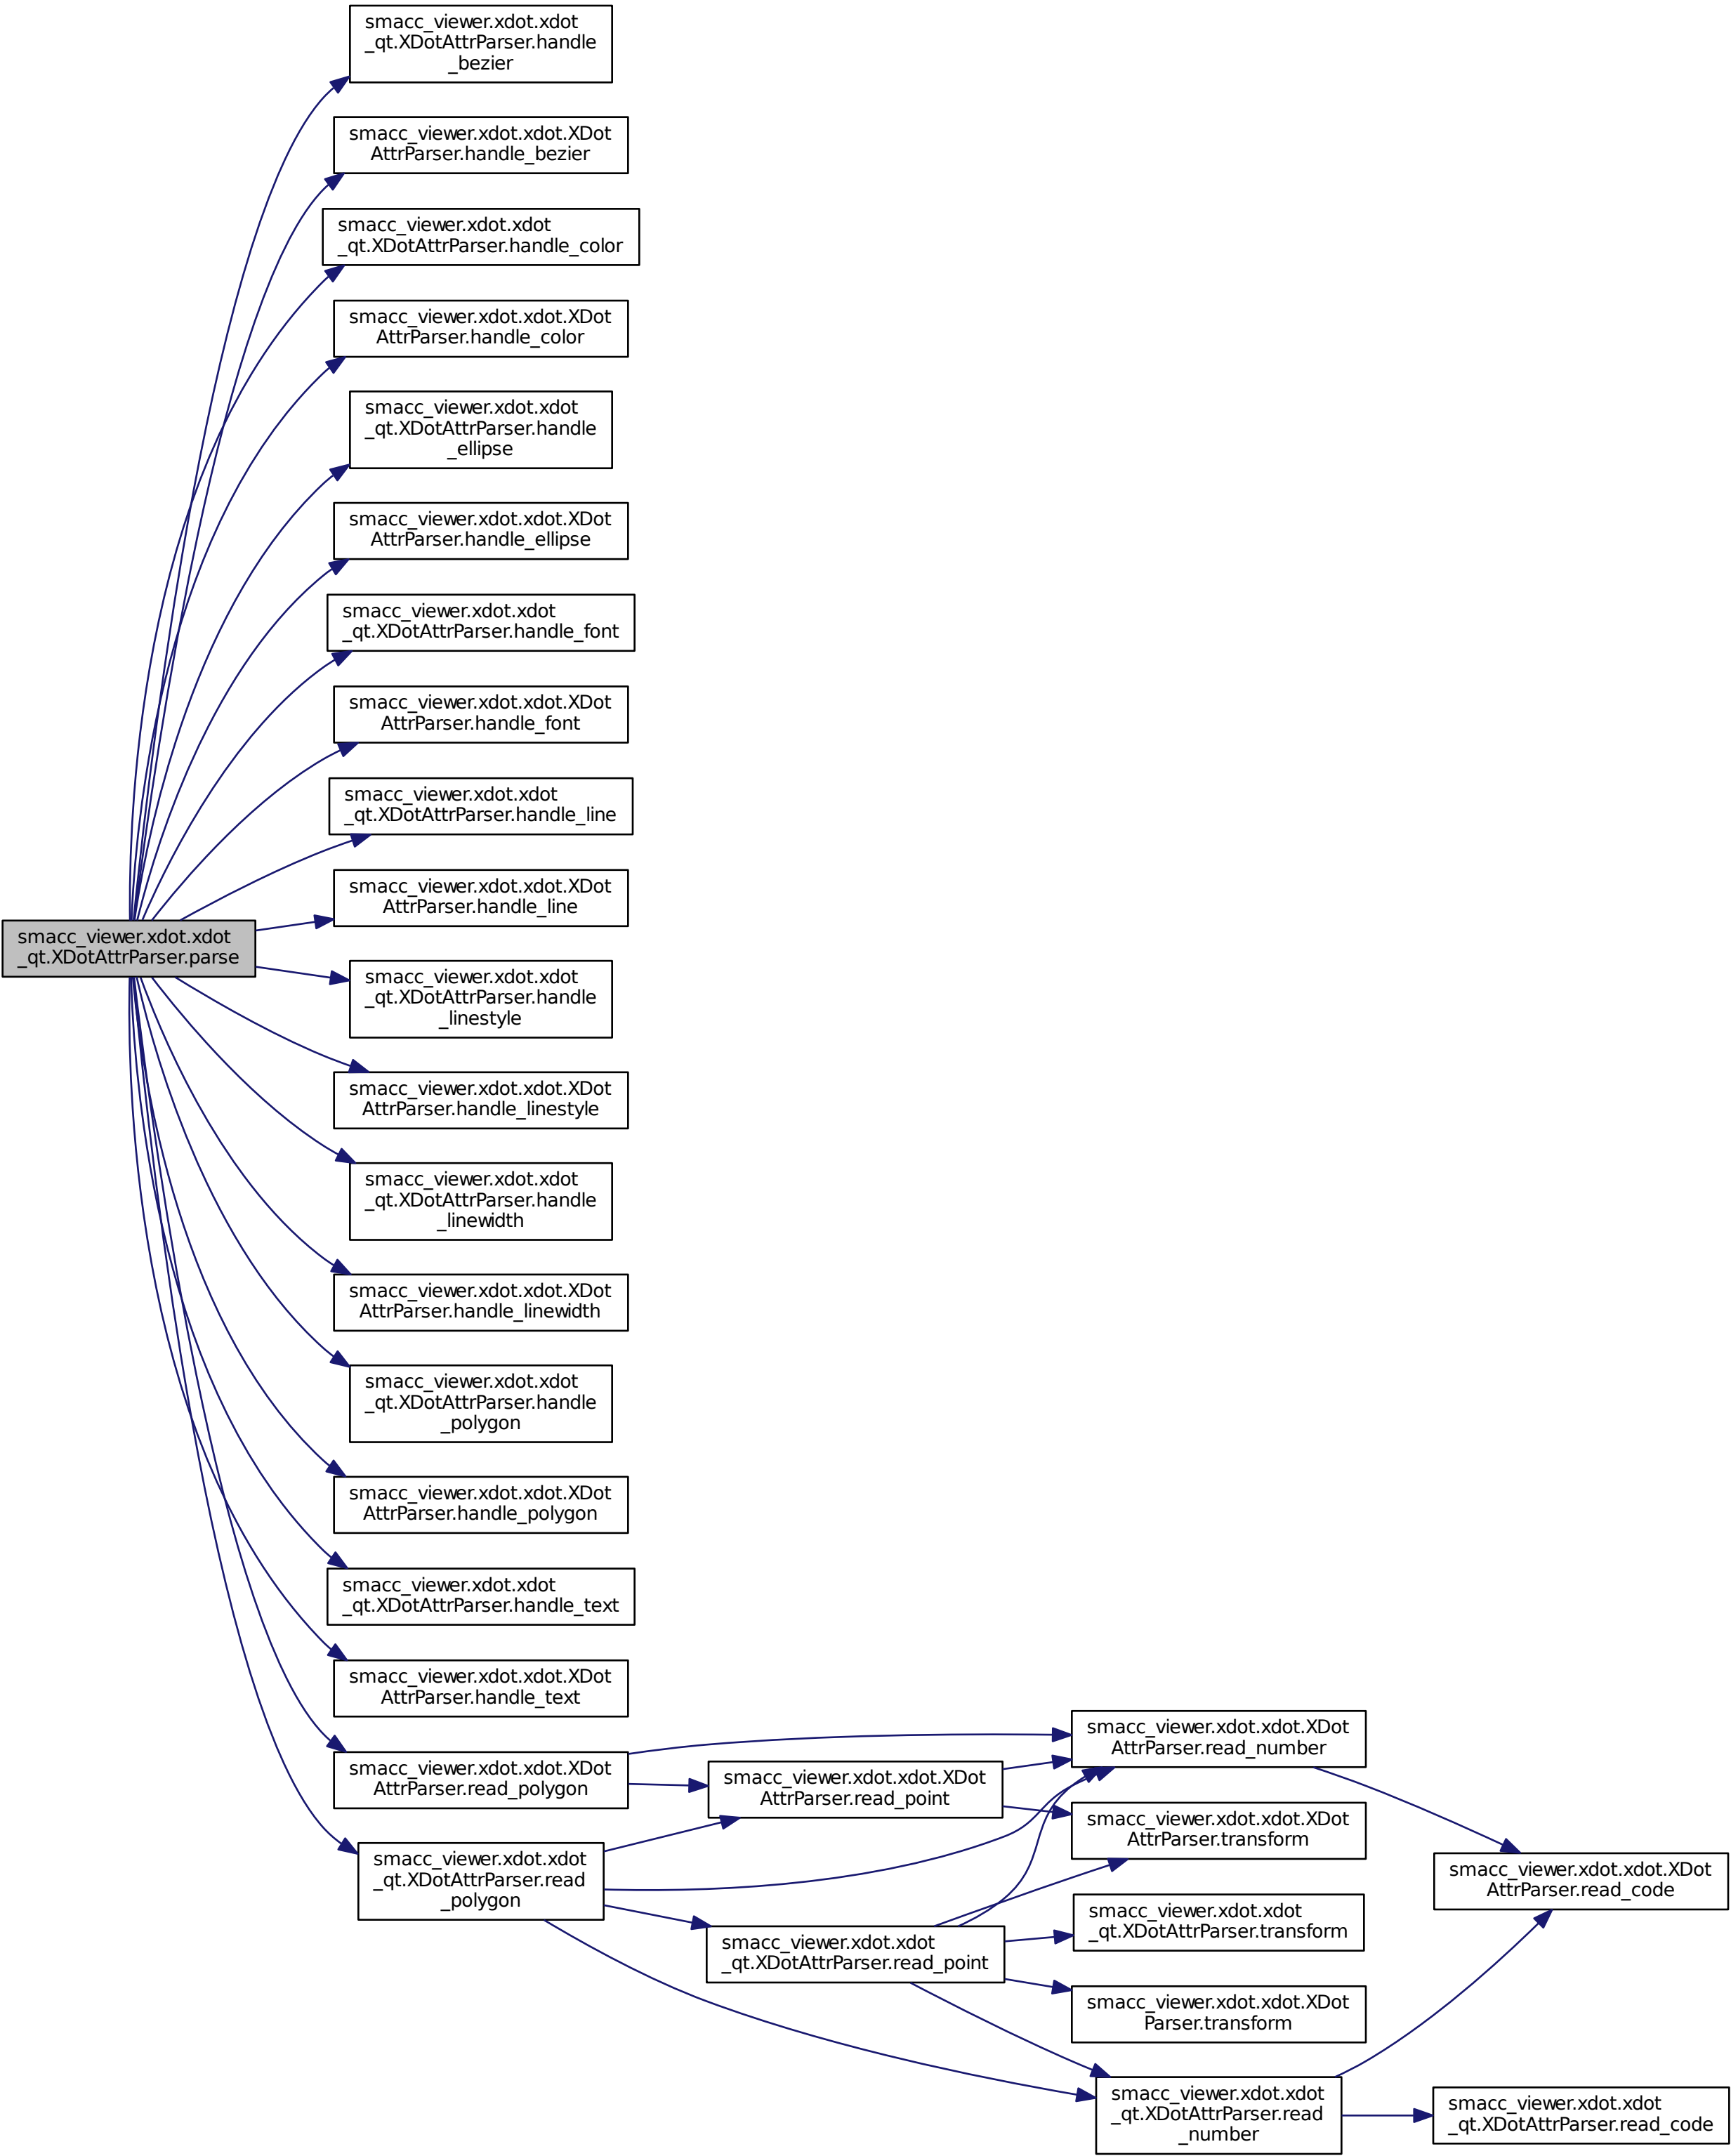 smacc_viewer.xdot.xdot
_qt.XDotAttrParser.handle
_bezier
smacc_viewer.xdot.xdot.XDot
AttrParser.handle_bezier
smacc_viewer.xdot.xdot
_qt.XDotAttrParser.handle_color
smacc_viewer.xdot.xdot.XDot
AttrParser.handle_color
smacc_viewer.xdot.xdot
_qt.XDotAttrParser.handle
_ellipse
smacc_viewer.xdot.xdot.XDot
AttrParser.handle_ellipse
smacc_viewer.xdot.xdot
_qt.XDotAttrParser.handle_font
smacc_viewer.xdot.xdot.XDot
AttrParser.handle_font
smacc_viewer.xdot.xdot
_qt.XDotAttrParser.handle_line
smacc_viewer.xdot.xdot.XDot
AttrParser.handle_line
smacc_viewer.xdot.xdot
_qt.XDotAttrParser.parse
smacc_viewer.xdot.xdot
_qt.XDotAttrParser.handle
_linestyle
smacc_viewer.xdot.xdot.XDot
AttrParser.handle_linestyle
smacc_viewer.xdot.xdot
_qt.XDotAttrParser.handle
_linewidth
smacc_viewer.xdot.xdot.XDot
AttrParser.handle_linewidth
smacc_viewer.xdot.xdot
_qt.XDotAttrParser.handle
_polygon
smacc_viewer.xdot.xdot.XDot
AttrParser.handle_polygon
smacc_viewer.xdot.xdot
_qt.XDotAttrParser.handle_text
smacc_viewer.xdot.xdot.XDot
AttrParser.handle_text
smacc_viewer.xdot.xdot.XDot
AttrParser.read_polygon
smacc_viewer.xdot.xdot
_qt.XDotAttrParser.read
_polygon
smacc_viewer.xdot.xdot.XDot
AttrParser.read_point
smacc_viewer.xdot.xdot
_qt.XDotAttrParser.read_point
smacc_viewer.xdot.xdot.XDot
AttrParser.read_number
smacc_viewer.xdot.xdot.XDot
AttrParser.transform
smacc_viewer.xdot.xdot
_qt.XDotAttrParser.transform
smacc_viewer.xdot.xdot.XDot
Parser.transform
smacc_viewer.xdot.xdot
_qt.XDotAttrParser.read
_number
smacc_viewer.xdot.xdot.XDot
AttrParser.read_code
smacc_viewer.xdot.xdot
_qt.XDotAttrParser.read_code